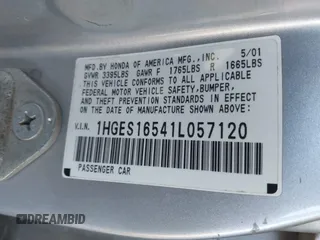 MFD.BY HONDA OF AMERICA MFG.,INC. 5/01
GVWR 3395LBS GAWR F 1765LBS R 1665LBS
THIS VEHICLE CONFORMS TO ALL APPLICABLE
FEDERAL MOTOR VEHICLE SAFETY,BUMPER,
AND THEFT PREVENTION STANDARDS IN EFFECT
ON THE DATE OF MANUFACTURE SHOWN ABOVE.
V.I.N. 1HGES16541L057120
PASSENGER CAR
DREAMBID